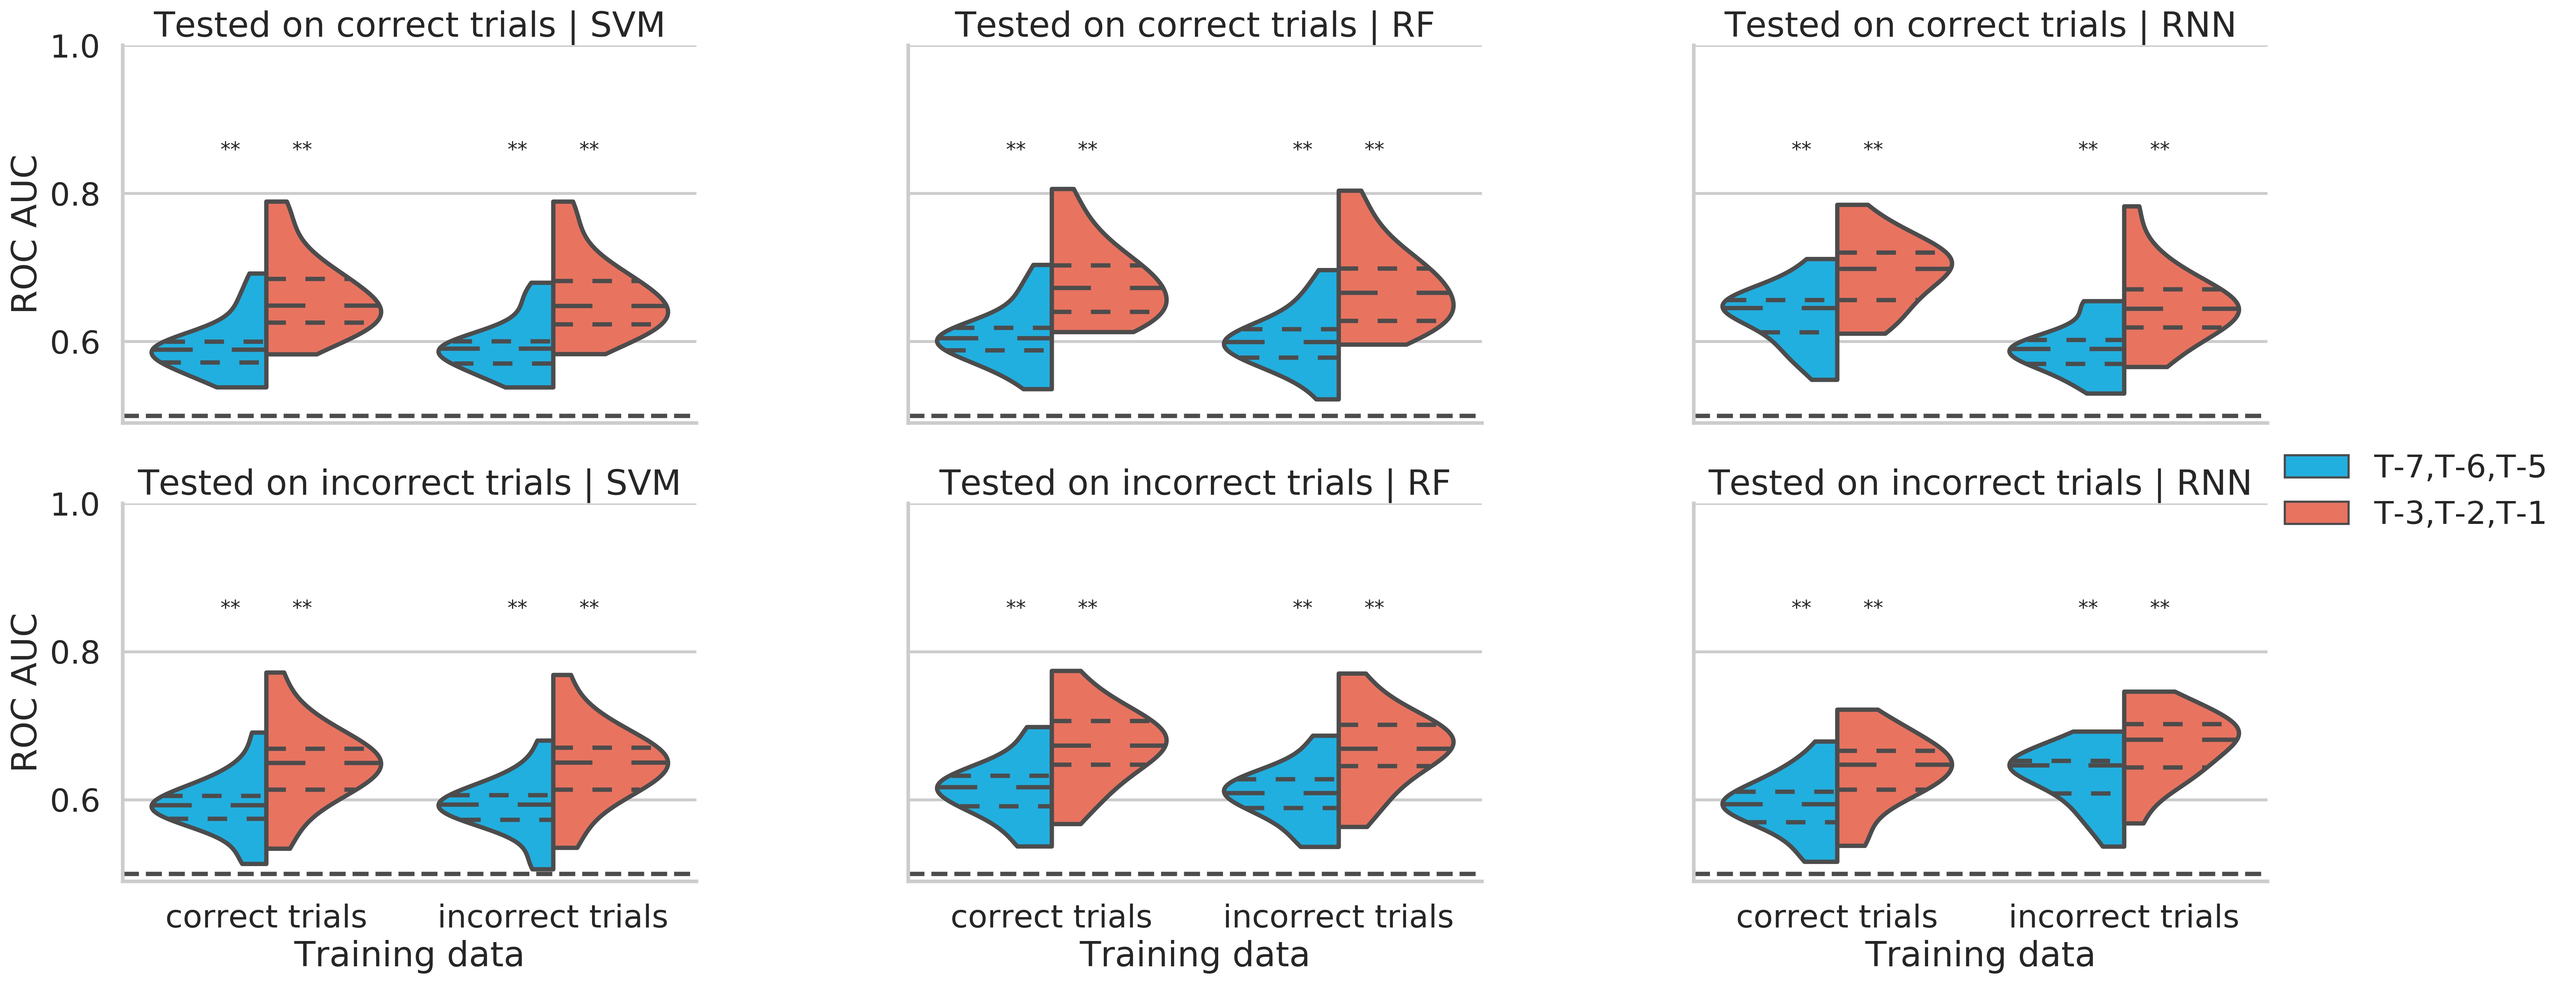 Tested on correct trials | SVM
Tested on correct trials | RF
Tested on correct trials | RNN
1.0
0.8
0.6
ROC AUC
** ** ** **
** ** ** **
** ** ** **
Tested on incorrect trials | SVM
Tested on incorrect trials | RF
Tested on incorrect trials | RNN
T-7,T-6,T-5
T-3,T-2,T-1
1.0
0.8
0.6
ROC AUC
** ** ** **
** ** ** **
** ** ** **
correct trials incorrect trials
Training data
correct trials incorrect trials
Training data
correct trials incorrect trials
Training data